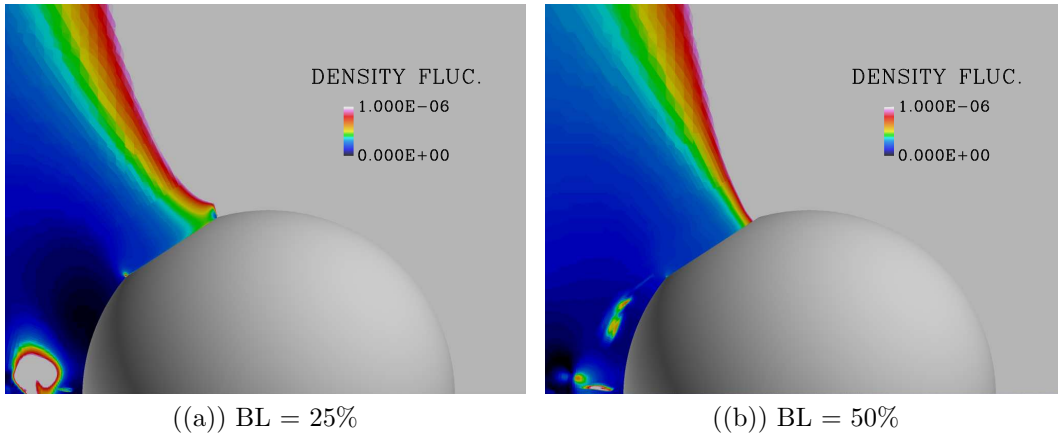 DENSITY FLUC.
1.000E-06
0.000E+00
DENSITY FLUC.
1.000E-06
0.000E+00
((a)) BL = 25%
((b)) BL = 50%